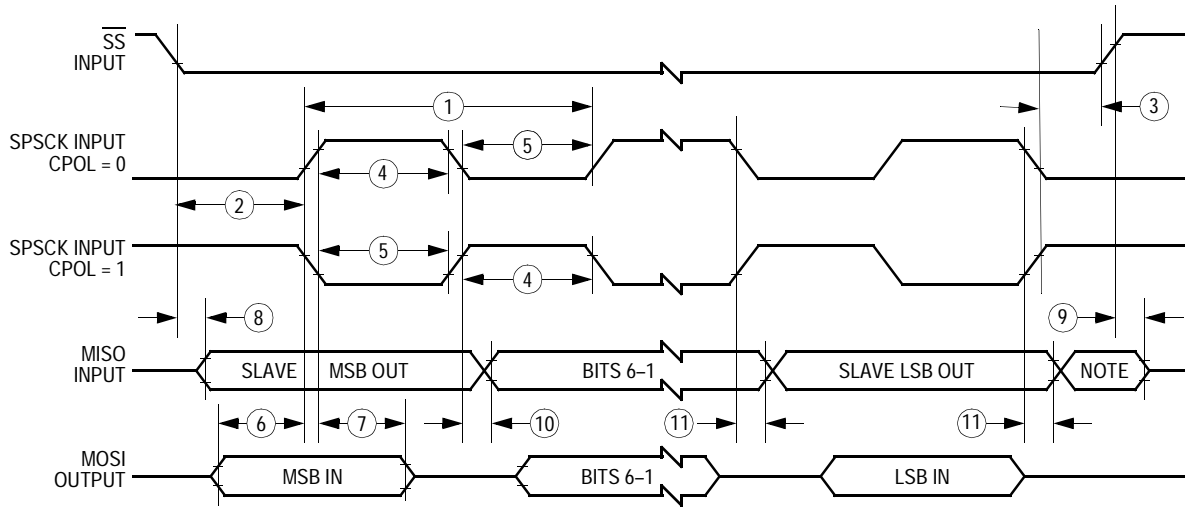 SS
INPUT
1
3
SPSCK INPUT
CPOL = 0
5
4
2
SPSCK INPUT
CPOL = 1
5
4
8
9
MISO
INPUT
SLAVE MSB OUT
BITS 6–1
SLAVE LSB OUT
NOTE
6
7
10
11
11
MOSI
OUTPUT
MSB IN
BITS 6–1
LSB IN